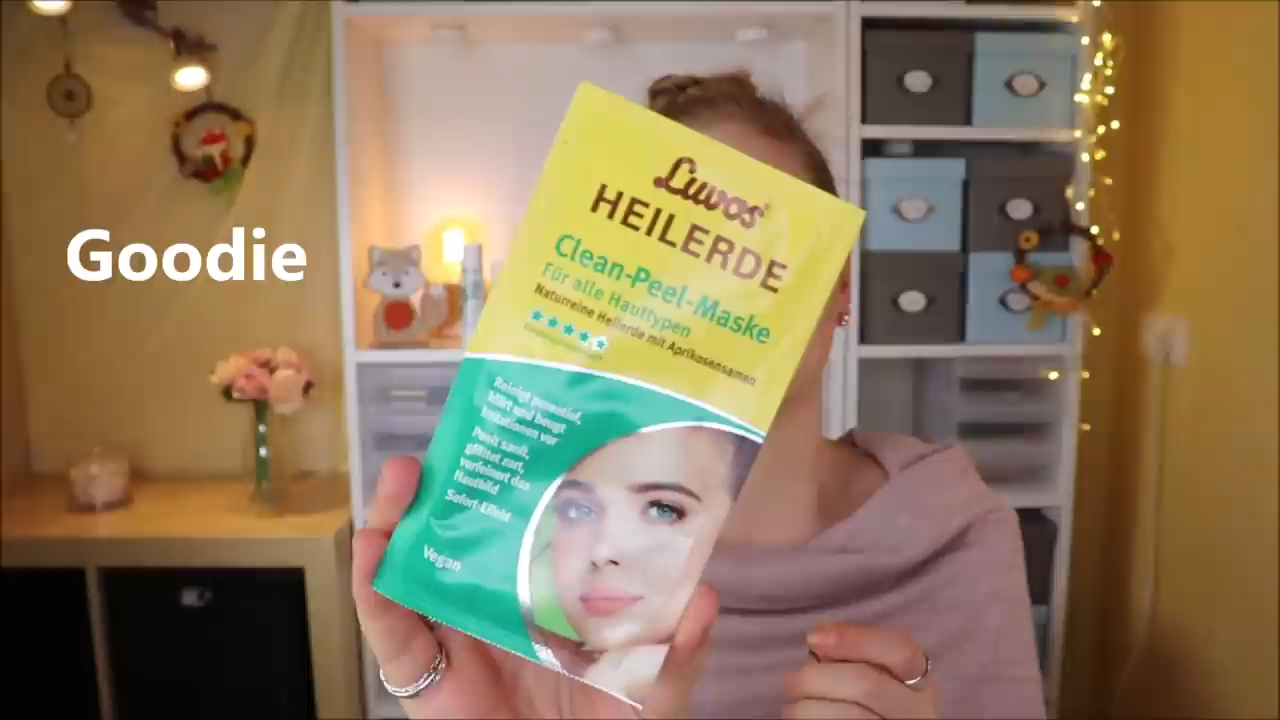 Goodie
Luvos®
HEILERDE
Clean-Peel-Maske
Für alle Hauttypen
Naturreine Heilerde mit Aprikosensamen
Reinigt porentief,
klärt und beugt
Irritationen vor
Peelt sanft,
glättet zart,
verfeinert das
Hautbild
Sofort-Effekt
Vegan